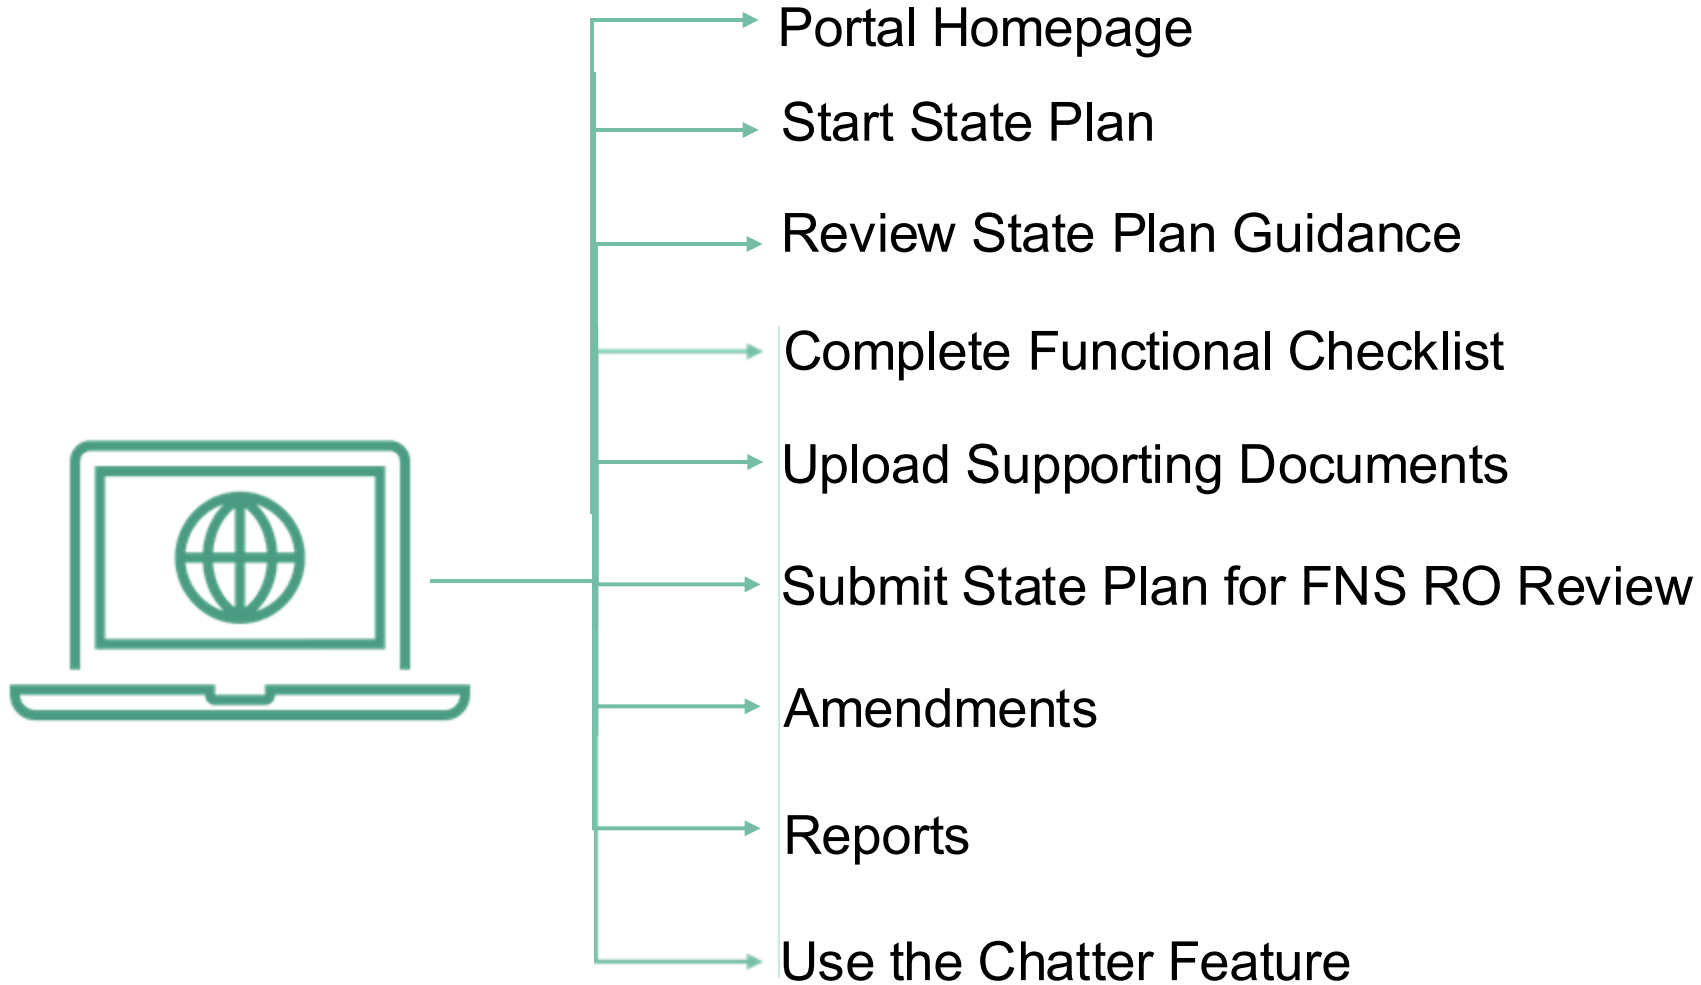 Portal Homepage
Start State Plan
Review State Plan Guidance
Complete Functional Checklist
Upload Supporting Documents
Submit State Plan for FNS RO Review
Amendments
Reports
Use the Chatter Feature